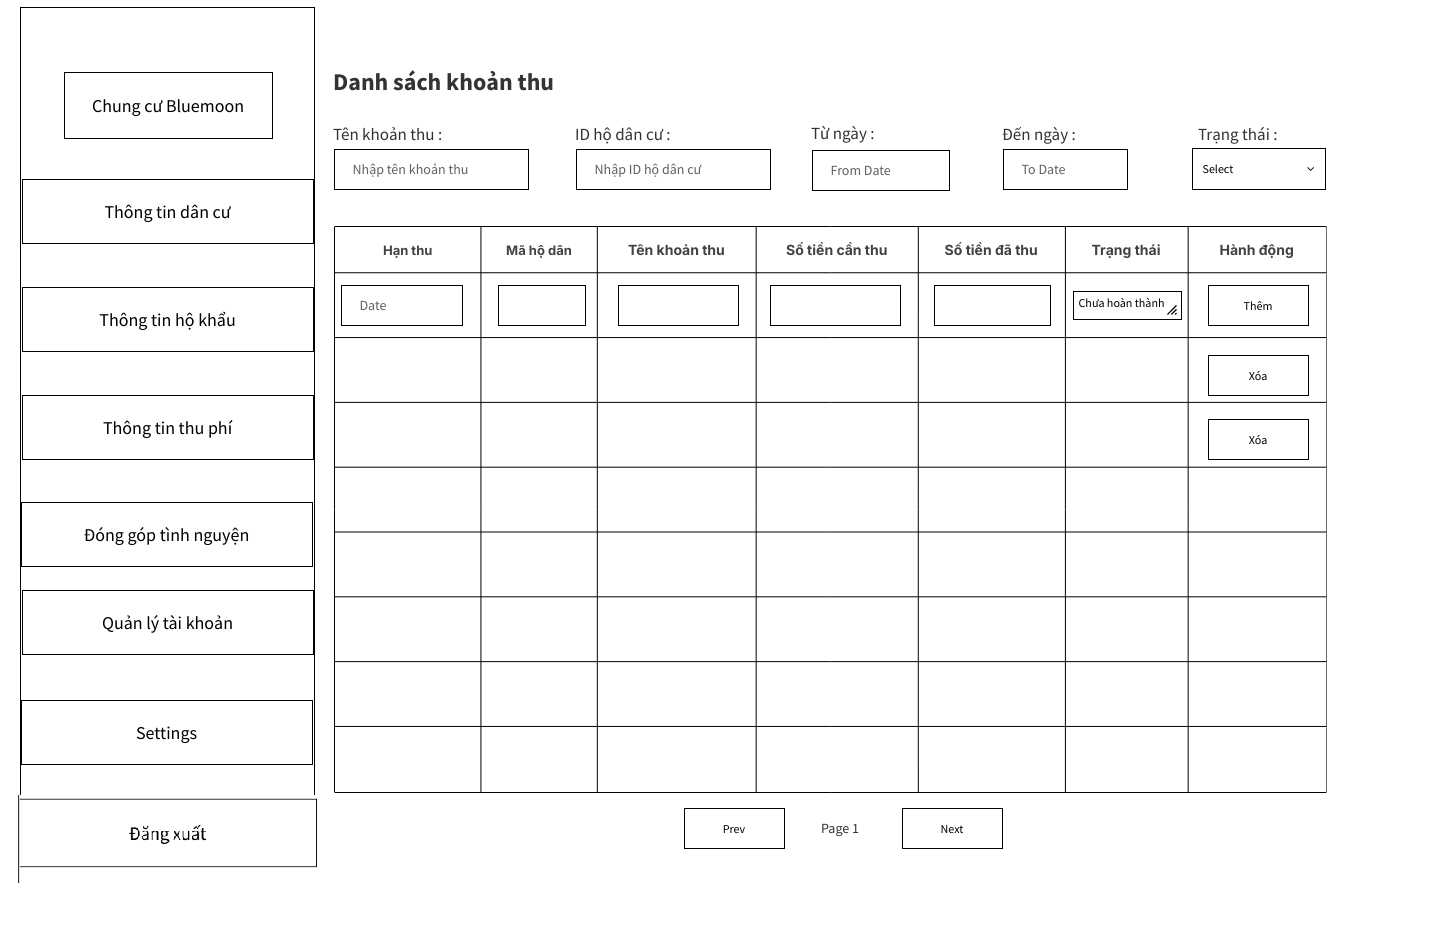 Chung cư Bluemoon
Thông tin dân cư
Thông tin hộ khẩu
Thông tin thu phí
Đóng góp tình nguyện
Quản lý tài khoản
Settings
Đăng xuất
Danh sách khoản thu
Tên khoản thu :
ID hộ dân cư :
Từ ngày :
Đến ngày :
Trạng thái :
Nhập tên khoản thu
Nhập ID hộ dân cư
From Date
To Date
Select
Hạn thu
Mã hộ dân
Tên khoản thu
Số tiền cần thu
Số tiền đã thu
Trạng thái
Hành động
Date
Chưa hoàn thành
Thêm
Xóa
Xóa
Prev
Page 1
Next